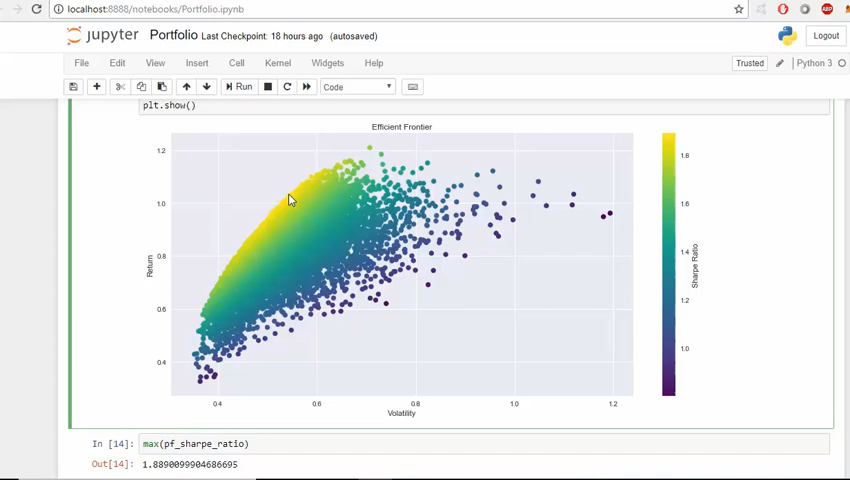 localhost:8888/notebooks/Portfolio.ipynb
ABP
jupyter Portfolio Last Checkpoint: 18 hours ago (autosaved)
Logout
File Edit View Insert Cell Kernel Widgets Help
Trusted Python 3
Run Code
plt.show()
Efficient Frontier
1.2
1.0
0.8
0.6
0.4
Return
0.4 0.6 0.8 1.0 1.2
Volatility
1.8
1.6
1.4
1.2
1.0
Sharpe Ratio
In [14]: max(pf_sharpe_ratio)
Out[14]: 1.8890099904686695